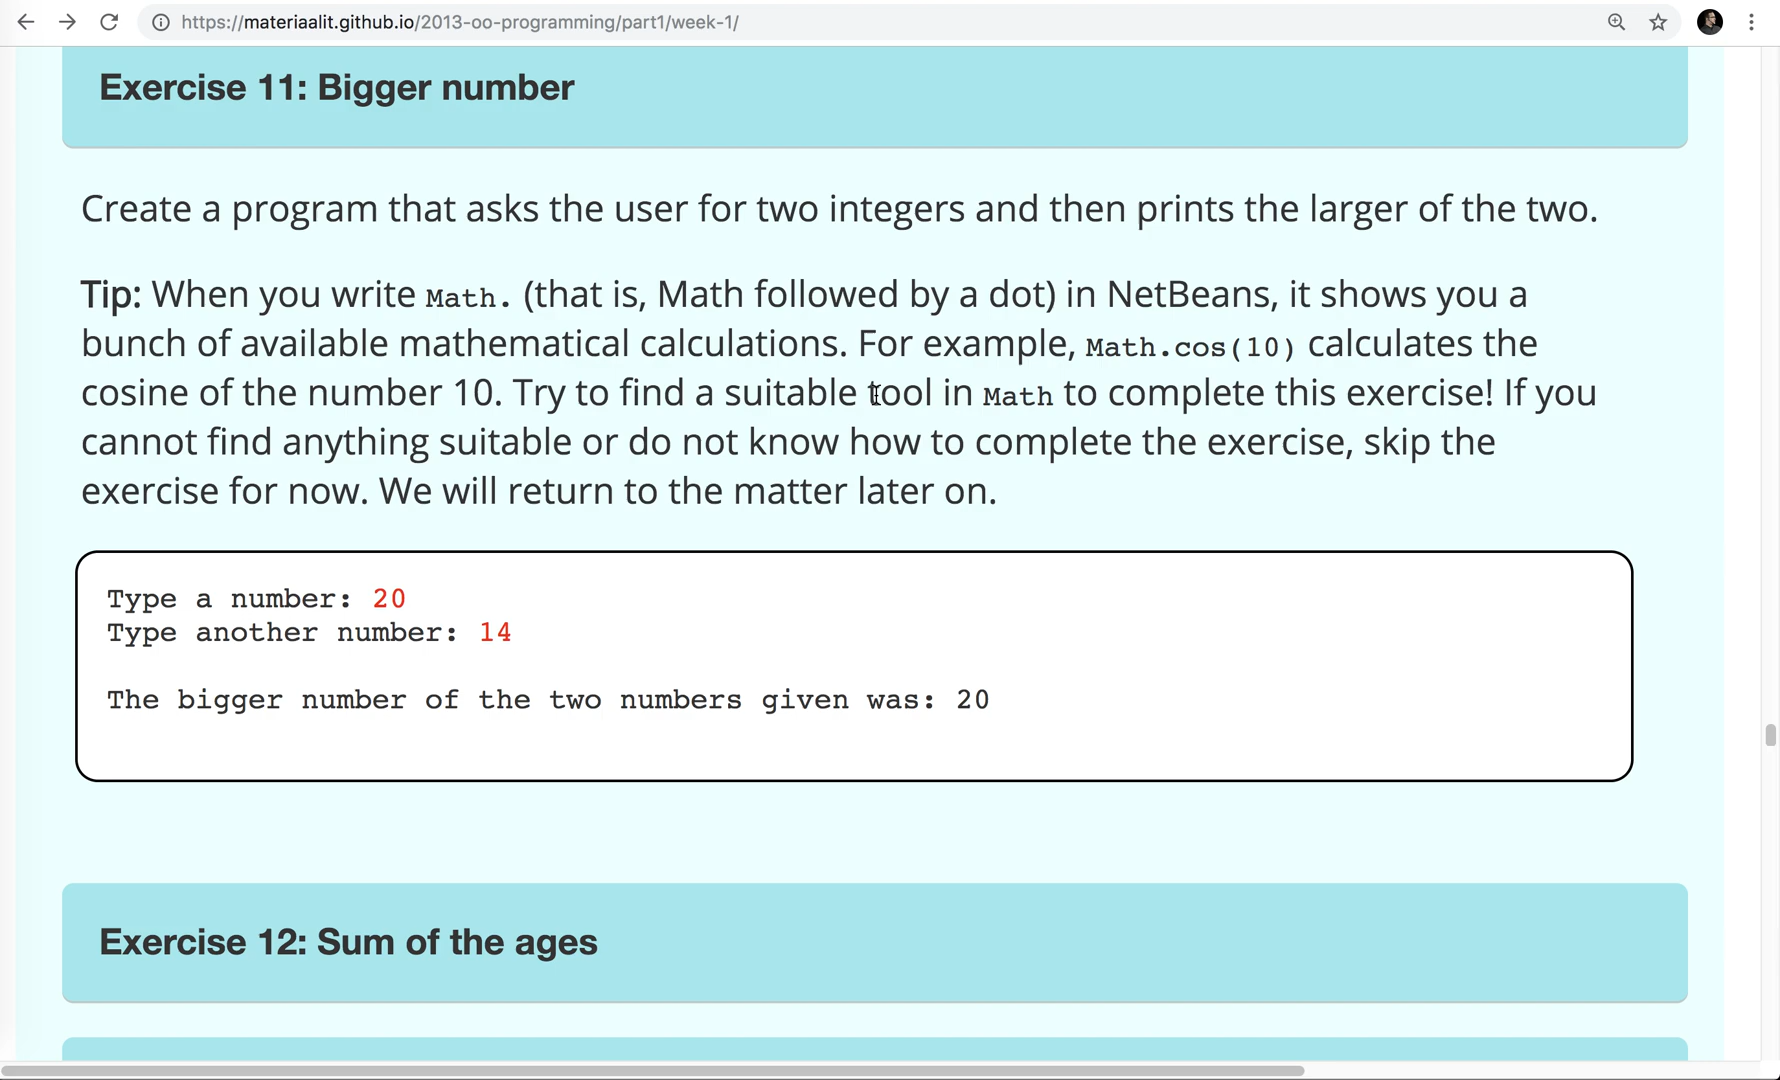 https://materiaalit.github.io/2013-oo-programming/part1/week-1/
Exercise 11: Bigger number
Create a program that asks the user for two integers and then prints the larger of the two.
Tip: When you write Math. (that is, Math followed by a dot) in NetBeans, it shows you a
bunch of available mathematical calculations. For example, Math.cos(10) calculates the
cosine of the number 10. Try to find a suitable tool in Math to complete this exercise! If you
cannot find anything suitable or do not know how to complete the exercise, skip the
exercise for now. We will return to the matter later on.
Type a number: 20
Type another number: 14
The bigger number of the two numbers given was: 20
Exercise 12: Sum of the ages